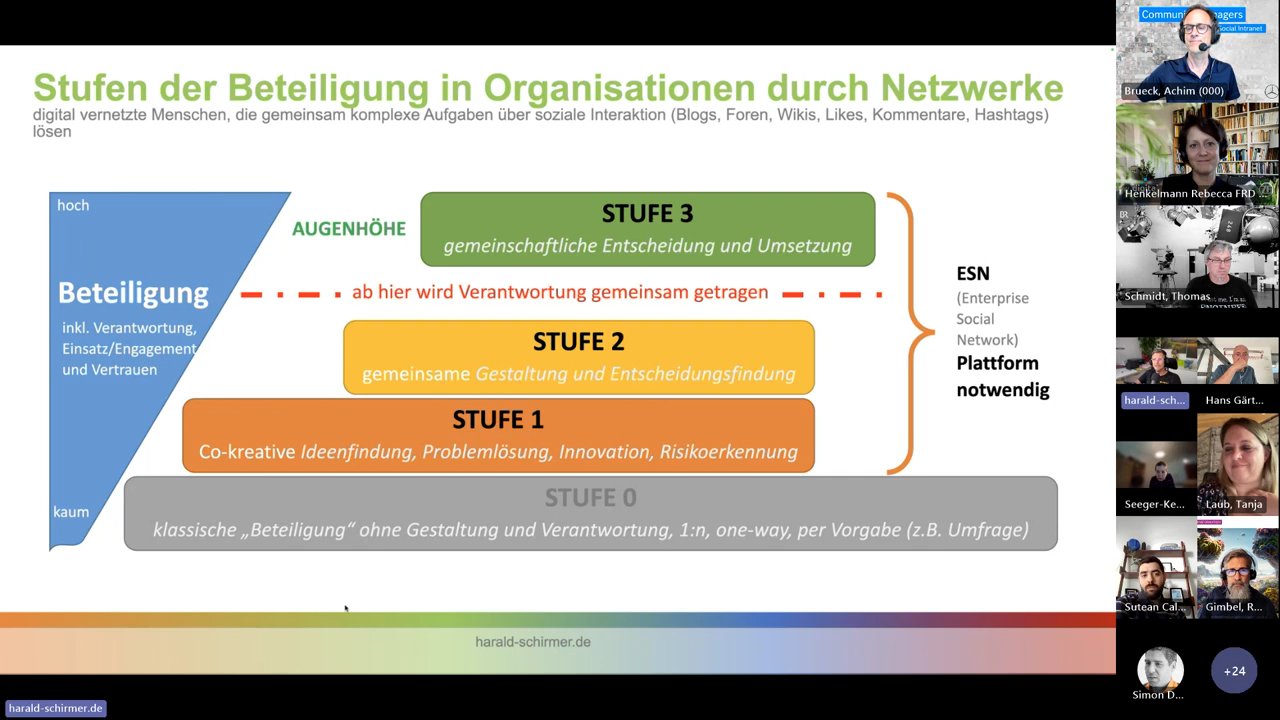 Stufen der Beteiligung in Organisationen durch Netzwerke
digital vernetzte Menschen, die gemeinsam komplexe Aufgaben über soziale Interaktion (Blogs, Foren, Wikis, Likes, Kommentare, Hashtags)
lösen
hoch
Beteiligung
inkl. Verantwortung,
Einsatz/Engagement
und Vertrauen
kaum
AUGENHÖHE
STUFE 3
gemeinschaftliche Entscheidung und Umsetzung
ab hier wird Verantwortung gemeinsam getragen
STUFE 2
gemeinsame Gestaltung und Entscheidungsfindung
STUFE 1
Co-kreative Ideenfindung, Problemlösung, Innovation, Risikoerkennung
STUFE 0
klassische „Beteiligung“ ohne Gestaltung und Verantwortung, 1:n, one-way, per Vorgabe (z.B. Umfrage)
ESN
(Enterprise
Social
Network)
Plattform
notwendig
harald-schirmer.de
harald-schirmer.de
Social Intranet
Brueck, Achim (000)
Henkelmann Rebecca FRD ...
BR
Schmidt, Thomas
harald-sch...
Hans Gärt...
Seeger-Ke...
Laub, Tanja
Sutean Cal...
Gimbel, R...
Simon D...
+24